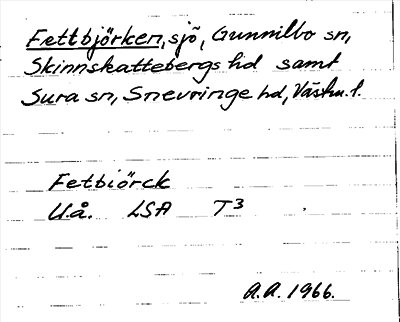 Fettbjörken, sjö, Gunnilbo sn,
Skinnskattebergs hd samt
Sura sn, Snevringe hd, Västm. l.
Fetbiörck
U.å. LSA T3
A.A. 1966.